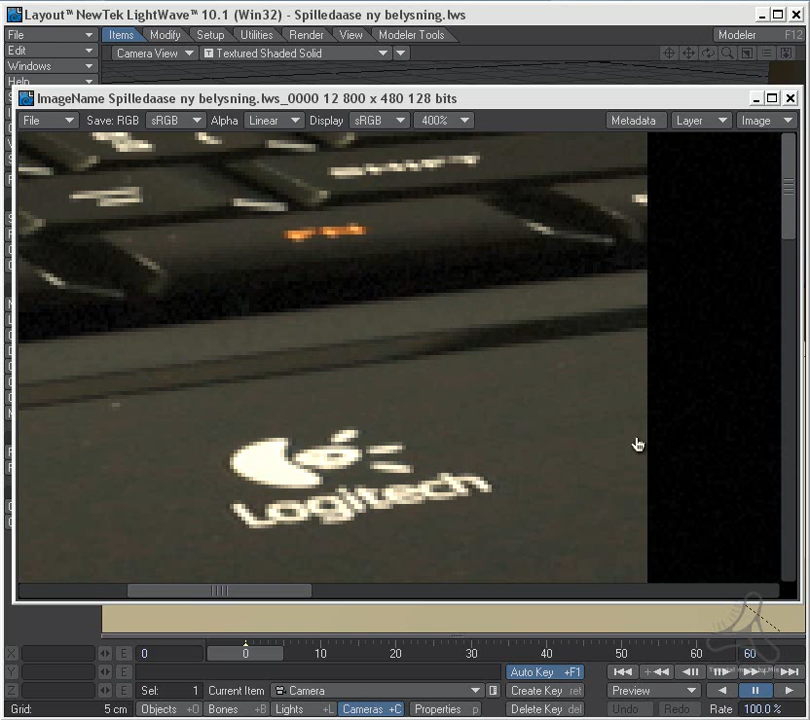 Layout™ NewTek LightWave™ 10.1 (Win32) - Spilledaase ny belysning.lws
File Items Modify Setup Utilities Render View Modeler Tools Modeler F12
Edit Camera View T Textured Shaded Solid
Windows
Help
ImageName Spilledaase ny belysning.lws_0000 12 800 x 480 128 bits
File Save: RGB sRGB Alpha Linear Display sRGB 400% Metadata Layer Image
Logitech
X E 0 0 10 20 30 40 50 60 60
Y E Auto Key +F1
Z E Sel: 1 Current Item Camera Create Key ret Preview
Grid: 5 cm Objects +O Bones +B Lights +L Cameras +C Properties p Delete Key del Undo Redo Rate 100.0 %